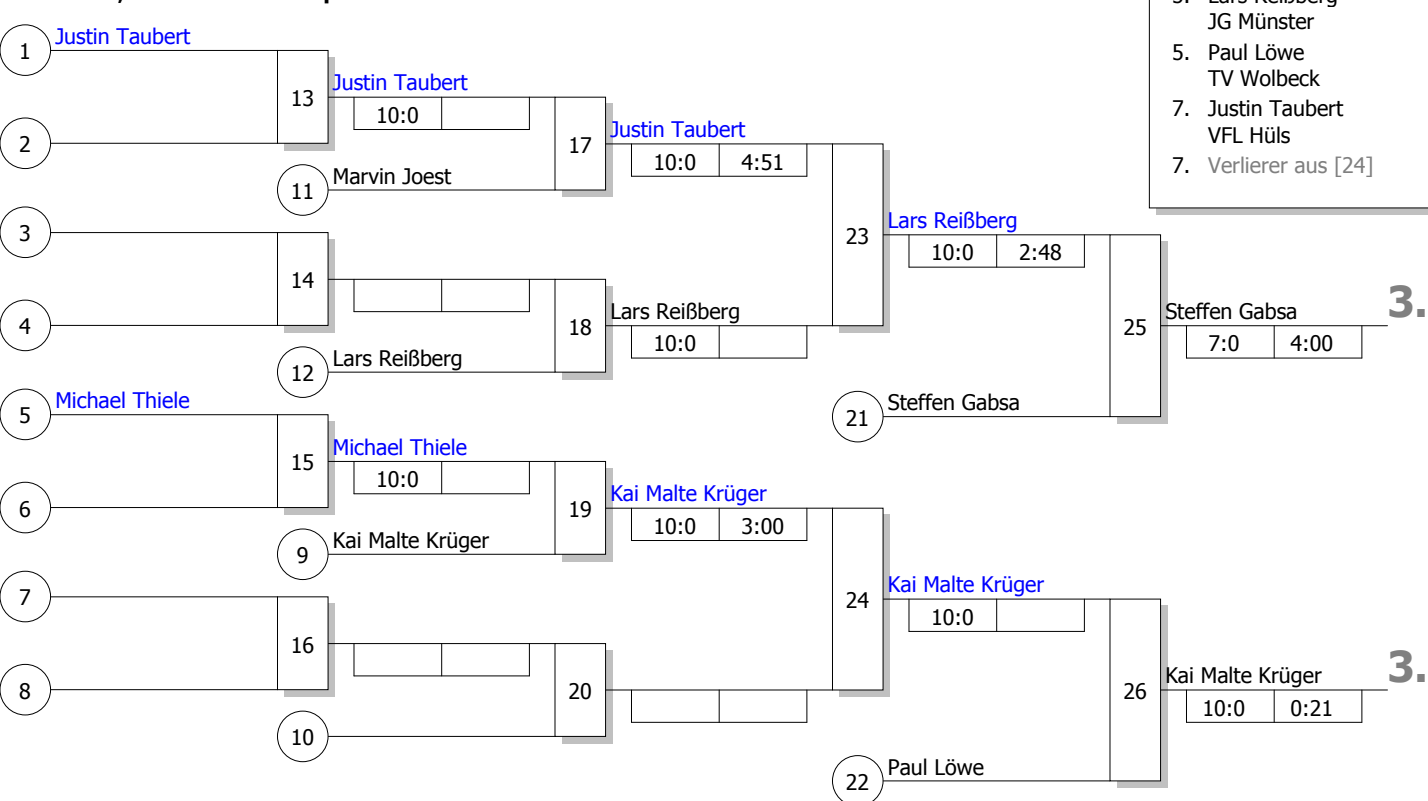 1 Justin Taubert
2
13 Justin Taubert
10:0
11 Marvin Joest
17 Justin Taubert
10:0 4:51
3
4
14
12 Lars Reißberg
18 Lars Reißberg
10:0
23 Lars Reißberg
10:0 2:48
21 Steffen Gabsa
25 Steffen Gabsa
7:0 4:00
3.
5 Michael Thiele
6
15 Michael Thiele
10:0
9 Kai Malte Krüger
19 Kai Malte Krüger
10:0 3:00
7
8
16
10
20
24 Kai Malte Krüger
10:0
22 Paul Löwe
26 Kai Malte Krüger
10:0 0:21
3.
Lars Reißberg
JG Münster
5. Paul Löwe
TV Wolbeck
7. Justin Taubert
VFL Hüls
7. Verlierer aus [24]